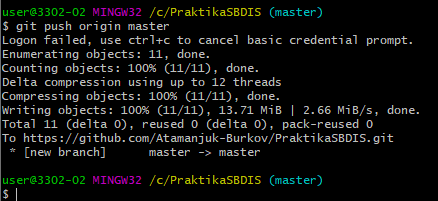 user@3302-02 MINGW32 /c/PraktikaSBDIS (master)
$ git push origin master
Logon failed, use ctrl+c to cancel basic credential prompt.
Enumerating objects: 11, done.
Counting objects: 100% (11/11), done.
Delta compression using up to 12 threads
Compressing objects: 100% (11/11), done.
Writing objects: 100% (11/11), 13.71 MiB | 2.66 MiB/s, done.
Total 11 (delta 0), reused 0 (delta 0), pack-reused 0
To https://github.com/Atamanjuk-Burkov/PraktikaSBDIS.git
 * [new branch]      master -> master
user@3302-02 MINGW32 /c/PraktikaSBDIS (master)
$